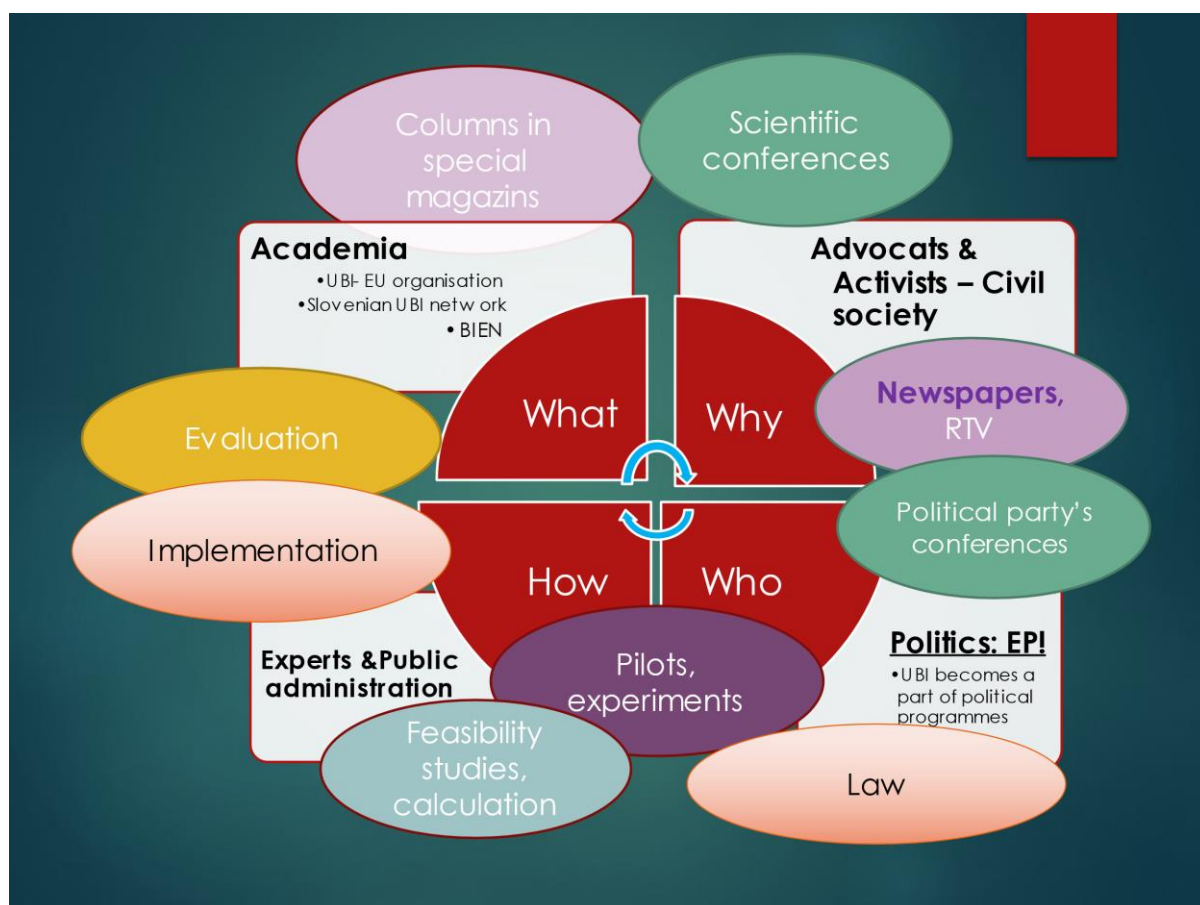 Columns in
special
magazins
Scientific
conferences
Academia
•UBI- EU organisation
•Slovenian UBI network
• BIEN
Advocats &
Activists – Civil
society
What
Why
Newspapers,
RTV
Evaluation
Political party's
conferences
Implementation
How
Who
Experts &Public
administration
Pilots,
experiments
Politics: EP!
•UBI becomes a
part of political
programmes
Feasibility
studies,
calculation
Law